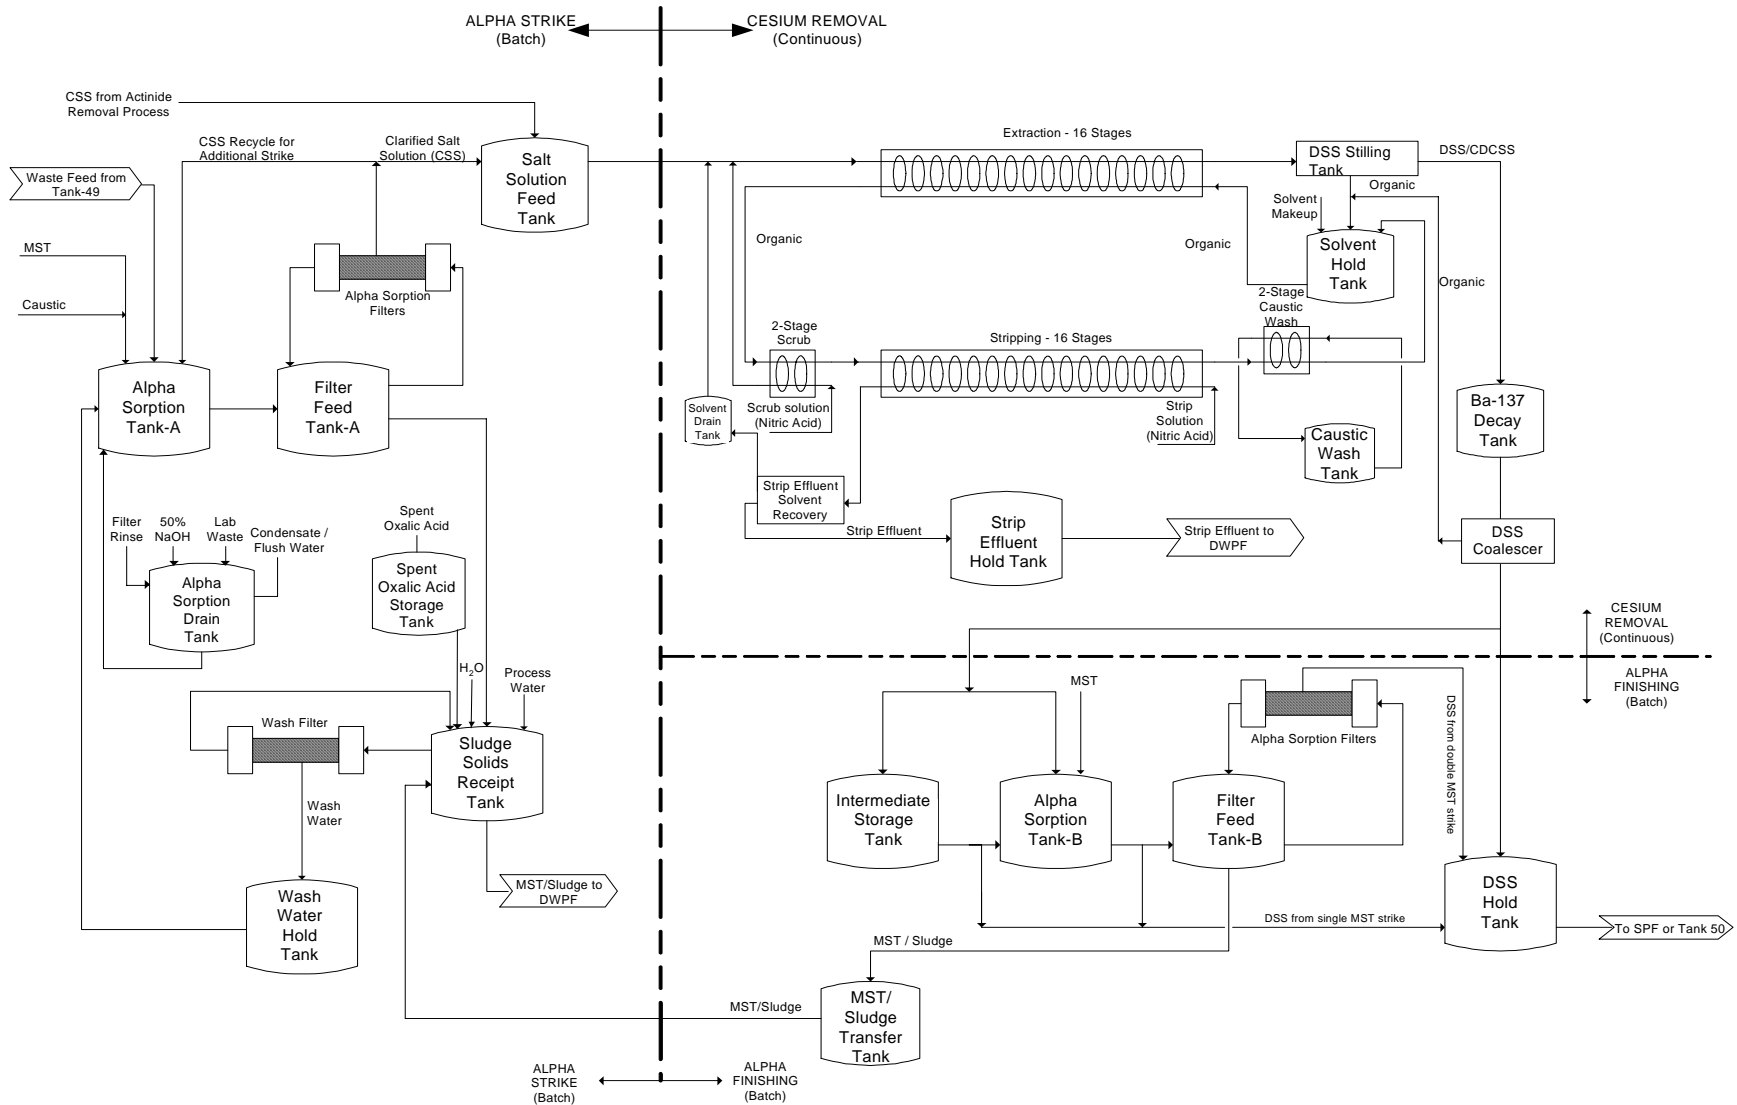 ALPHA STRIKE
(Batch)
CESIUM REMOVAL
(Continuous)
CSS from Actinide
Removal Process
CSS Recycle for
Additional Strike
Clarified Salt
Solution (CSS)
Salt
Solution
Feed
Tank
Waste Feed from
Tank-49
MST
Caustic
Alpha Sorption
Filters
Alpha
Sorption
Tank-A
Filter
Feed
Tank-A
Filter
Rinse
50%
NaOH
Lab
Waste
Condensate /
Flush Water
Alpha
Sorption
Drain
Tank
Spent
Oxalic Acid
Spent
Oxalic Acid
Storage
Tank
H2O
Process
Water
Wash Filter
Sludge
Solids
Receipt
Tank
Wash
Water
MST/Sludge to
DWPF
Wash
Water
Hold
Tank
Extraction - 16 Stages
DSS Stilling
Tank
DSS/CDCSS
Organic
Solvent
Makeup
Organic
Organic
Solvent
Hold
Tank
Organic
2-Stage
Caustic
Wash
2-Stage
Scrub
Stripping - 16 Stages
Solvent
Drain
Tank
Scrub solution
(Nitric Acid)
Strip
Solution
(Nitric Acid)
Caustic
Wash
Tank
Ba-137
Decay
Tank
Strip Effluent
Solvent
Recovery
Strip Effluent
Strip
Effluent
Hold Tank
Strip Effluent to
DWPF
DSS
Coalescer
CESIUM
REMOVAL
(Continuous)
ALPHA
FINISHING
(Batch)
MST
Alpha Sorption Filters
DSS from double MST strike
Intermediate
Storage
Tank
Alpha
Sorption
Tank-B
Filter
Feed
Tank-B
DSS
Hold
Tank
DSS from single MST strike
To SPF or Tank 50
MST / Sludge
MST/Sludge
MST/
Sludge
Transfer
Tank
ALPHA
STRIKE
(Batch)
ALPHA
FINISHING
(Batch)